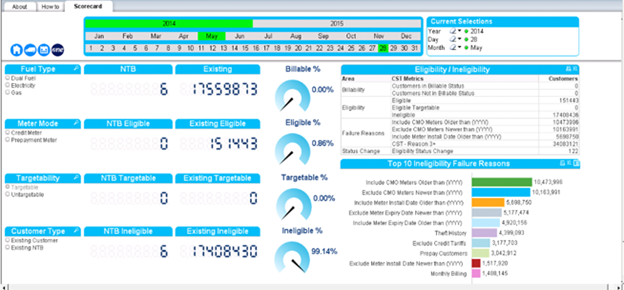 About How to Scorecard
2014 2015
Jan Feb Mar Apr May Jun Jul Aug Sep Oct Nov Dec
1 2 3 4 5 6 7 8 9 10 11 12 13 14 15 16 17 18 19 20 21 22 23 24 25 26 27 28 29 30 31
Current Selections
Year 2014
Day 28
Month May
Fuel Type NTB Existing Billable %
Dual Fuel
Electricity
Gas
6 17559873 0.00%
Meter Mode NTB Eligible Existing Eligible Eligible %
Credit Meter
Prepayment Meter
0 151443 0.86%
Targetability NTB Targetable Existing Targetable Targetable %
Targetable
Untargetable
0 0 0.00%
Customer Type NTB Ineligible Existing Ineligible Ineligible %
Existing Customer
Existing NTB
6 17408430 99.14%
Eligibility / Ineligibility
Area CST Metrics Customers
Billability Customers in Billable Status 0
Customers Not in Billable Status 0
Eligibility Eligible 151443
Eligible Targetable 0
Ineligible 17408436
Failure Reasons Include CMO Meters Older than (YYYY) 10473996
Exclude CMO Meters Newer than (YYYY) 10163991
Include Meter Install Date Older than (YYYY) 5698750
CST - Reason 3+ 34083121
Status Change Eligibility Status Change 122
Top 10 Ineligibility Failure Reasons
Include CMO Meters Older than (YYYY) 10,473,996
Exclude CMO Meters Newer than (YYYY) 10,163,991
Include Meter Install Date Older than (YYYY) 5,698,750
Exclude Meter Expiry Date Newer than (YYYY) 5,177,474
Include Meter Expiry Date Older than (YYYY) 4,920,156
Theft History 4,399,093
Exclude Credit Tariffs 3,177,703
Prepay Customers 3,042,812
Exclude Meter Install Date Newer than (YYYY) 1,517,920
Monthly Billing 1,488,145